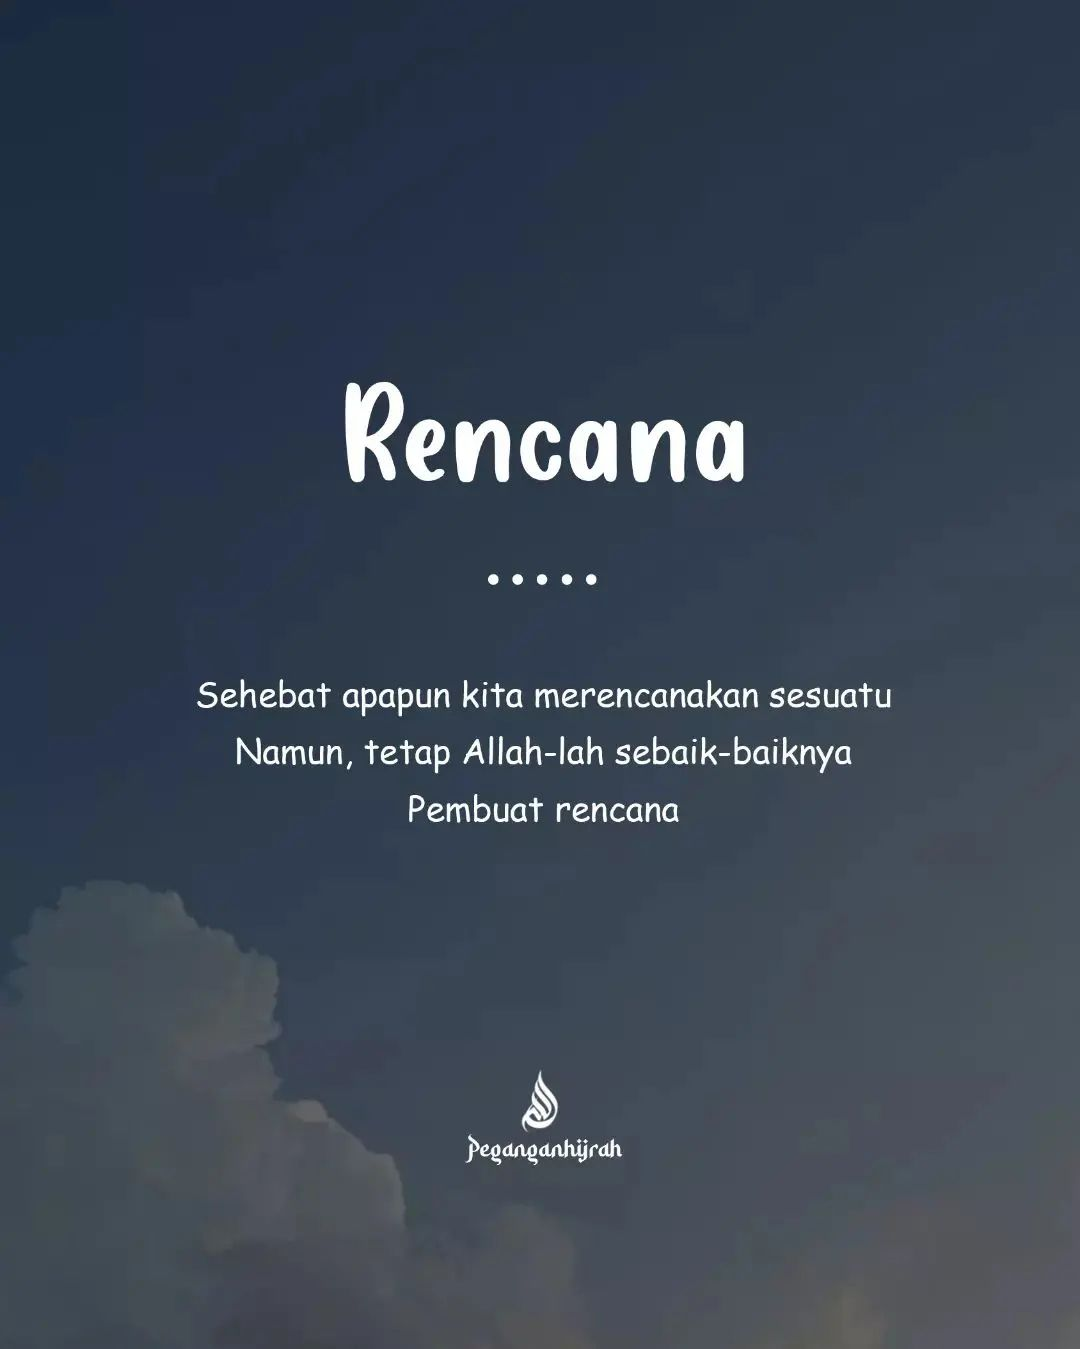 Rencana
.....
Sehebat apapun kita merencanakan sesuatu
Namun, tetap Allah-lah sebaik-baiknya
Pembuat rencana
Peganganhijrah